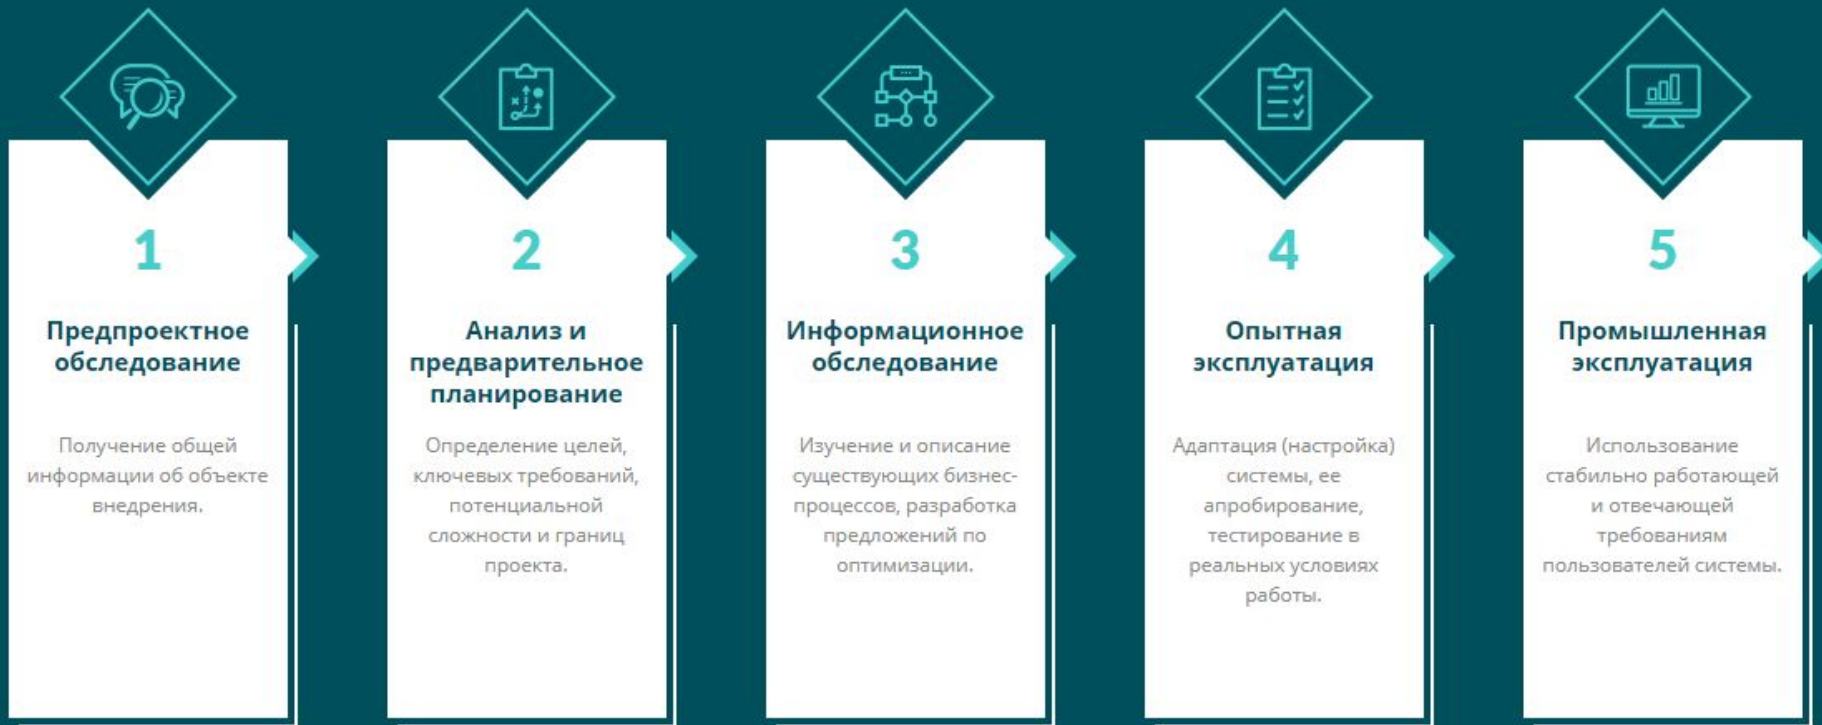 1
Предпроектное
обследование
Получение общей
информации об объекте
внедрения.
2
Анализ и
предварительное
планирование
Определение целей,
ключевых требований,
потенциальной
сложности и границ
проекта.
3
Информационное
обследование
Изучение и описание
существующих бизнес-
процессов, разработка
предложений по
оптимизации.
4
Опытная
эксплуатация
Адаптация (настройка)
системы, ее
апробирование,
тестирование в
реальных условиях
работы.
5
Промышленная
эксплуатация
Использование
стабильно работающей
и отвечающей
требованиям
пользователей системы.